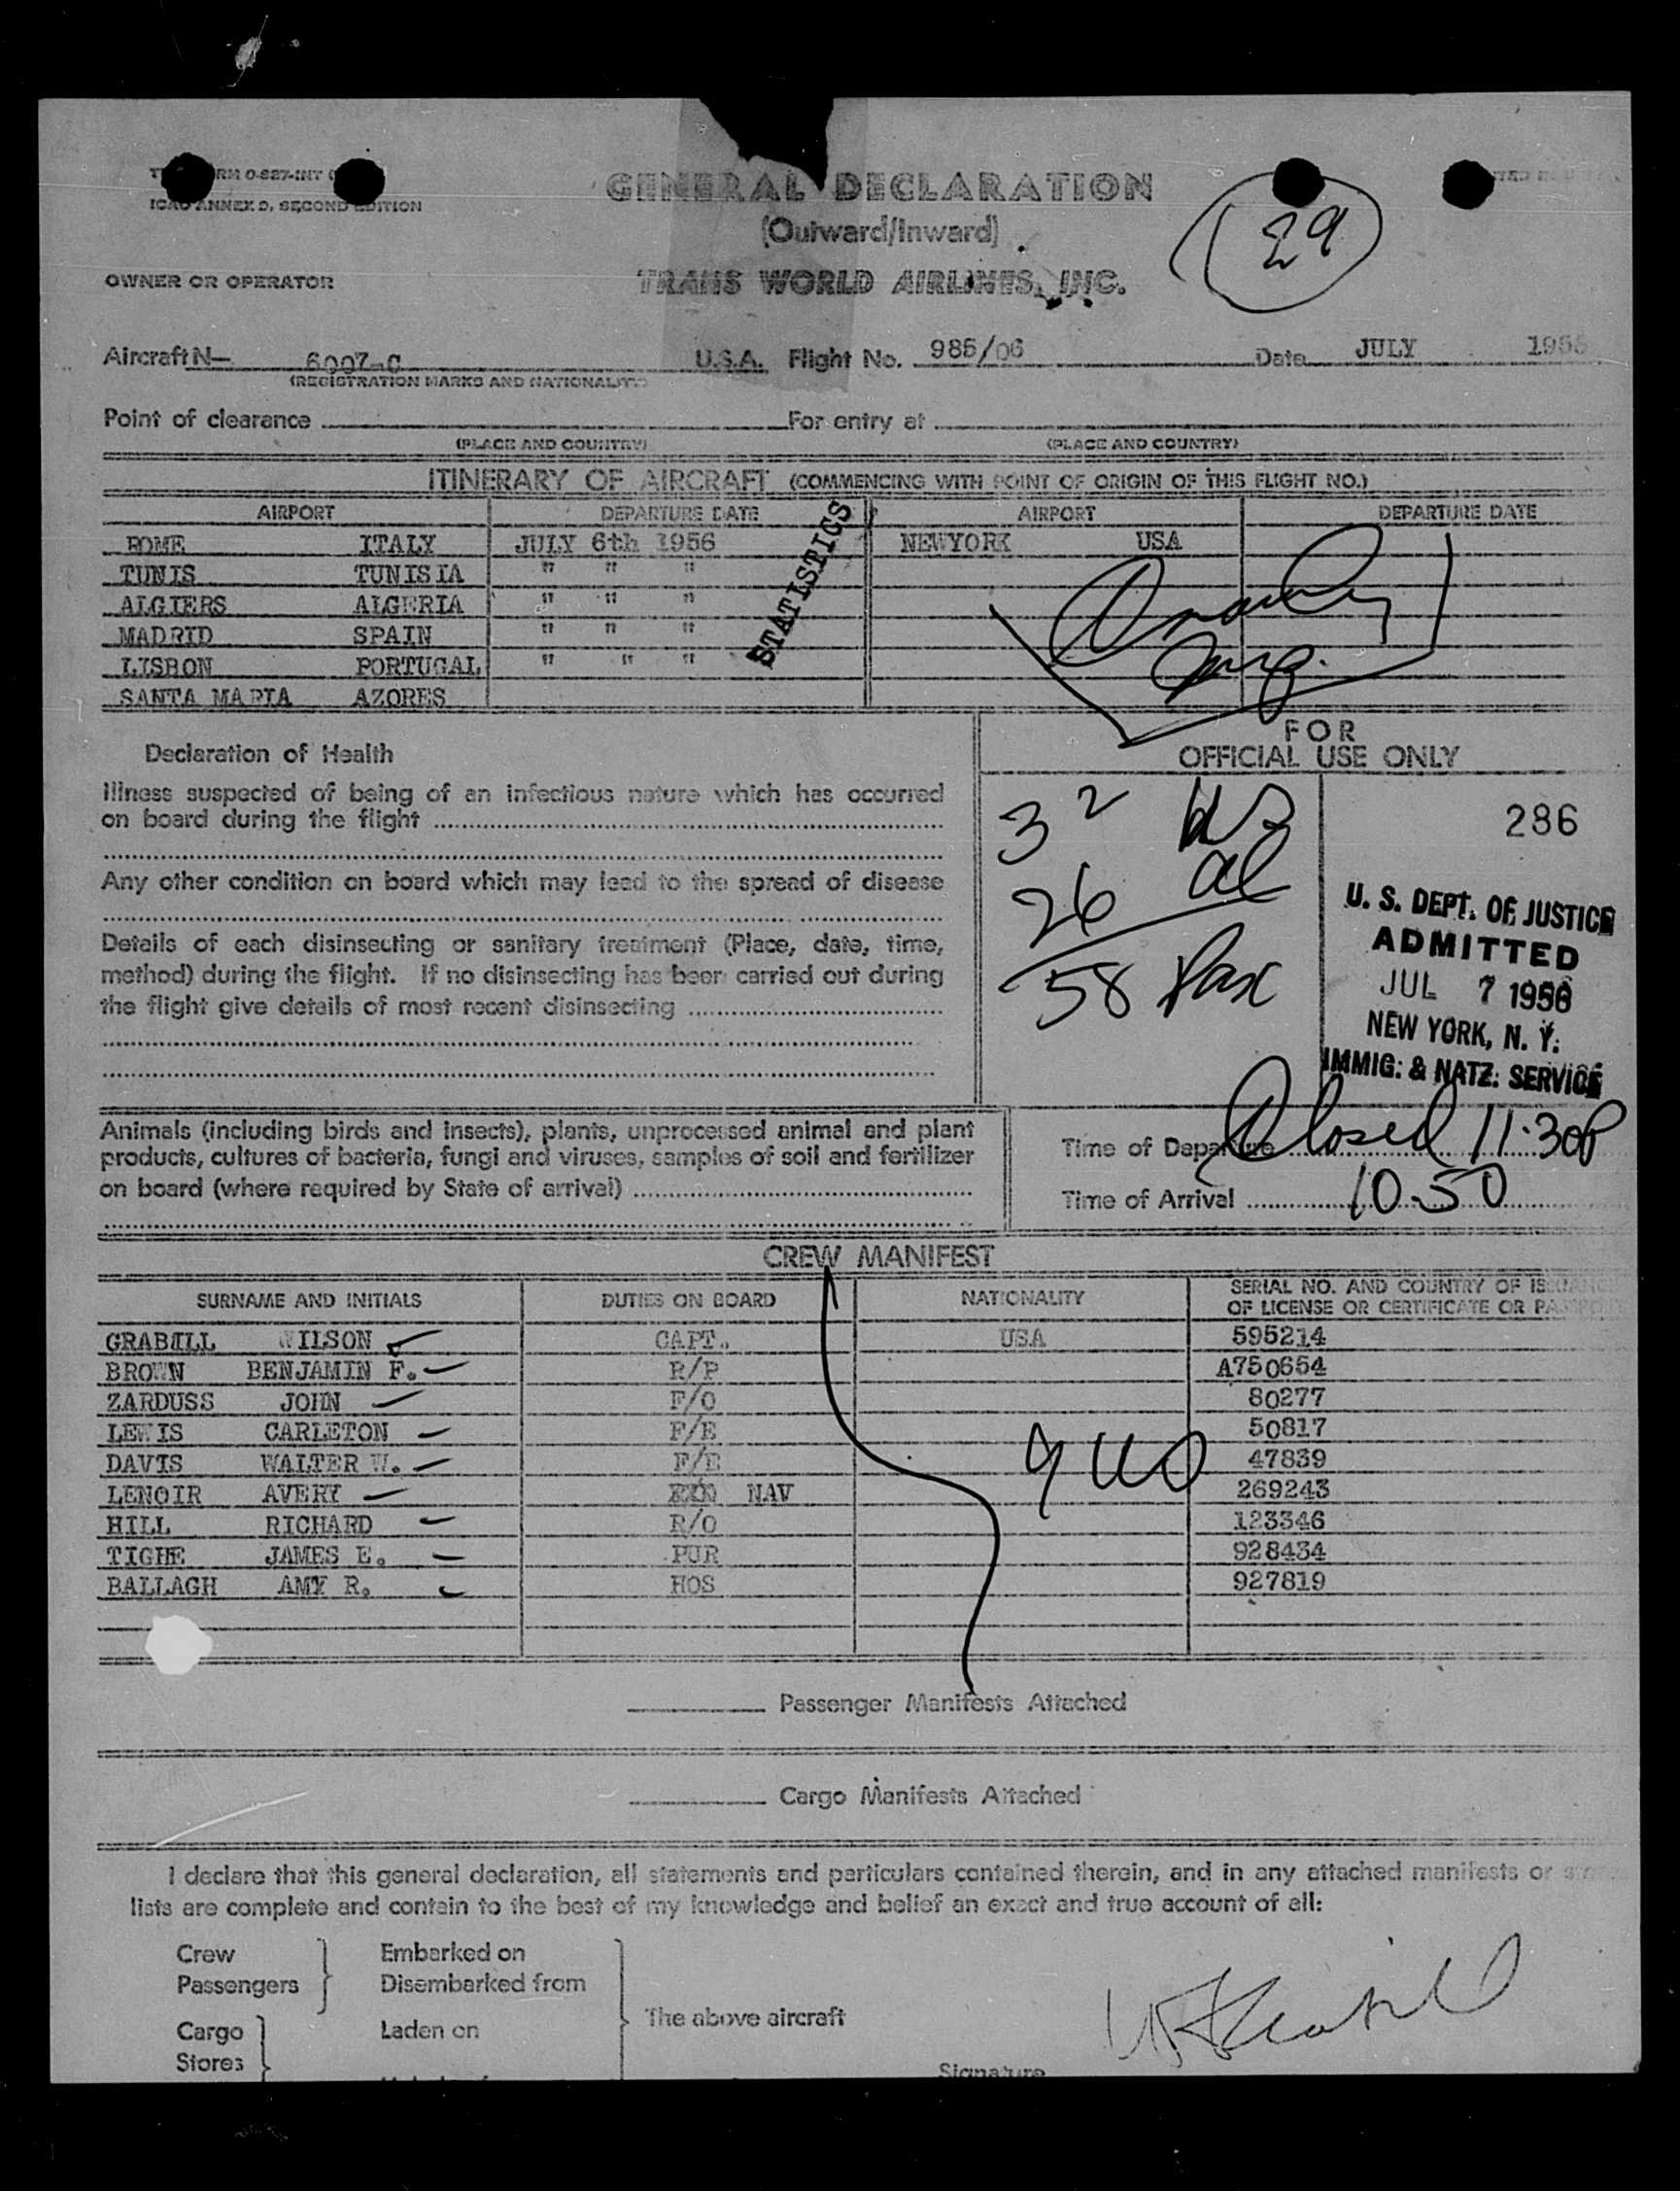 ICAO ANNEX 9, SECOND EDITION
GENERAL DECLARATION
(Outward/Inward)
29
OWNER OR OPERATOR
TRANS WORLD AIRLINES, INC.
Aircraft N— 6007-C U.S.A. Flight No. 985/06 Date JULY 1956
(REGISTRATION MARKS AND NATIONALITY)
Point of clearance For entry at
(PLACE AND COUNTRY) (PLACE AND COUNTRY)
ITINERARY OF AIRCRAFT (COMMENCING WITH POINT OF ORIGIN OF THIS FLIGHT NO.)
AIRPORT DEPARTURE DATE AIRPORT DEPARTURE DATE
ROME ITALY JULY 6th 1956 NEWYORK USA
TUNIS TUNISIA " " "
ALGIERS ALGERIA " " "
MADRID SPAIN " " "
LISBON PORTUGAL " " "
SANTA MARIA AZORES
STATISTICS
FOR
OFFICIAL USE ONLY
Declaration of Health
Illness suspected of being of an infectious nature which has occurred
on board during the flight
Any other condition on board which may lead to the spread of disease
Details of each disinsecting or sanitary treatment (Place, date, time,
method) during the flight. If no disinsecting has been carried out during
the flight give details of most recent disinsecting
32 US
26 al
58 Pax
286
U. S. DEPT. OF JUSTICE
ADMITTED
JUL 7 1956
NEW YORK, N. Y.
IMMIG: & NATZ: SERVICE
Animals (including birds and insects), plants, unprocessed animal and plant
products, cultures of bacteria, fungi and viruses, samples of soil and fertilizer
on board (where required by State of arrival)
Time of Departure Closed 11:30P
Time of Arrival 10.50
CREW MANIFEST
SURNAME AND INITIALS DUTIES ON BOARD NATIONALITY SERIAL NO. AND COUNTRY OF ISSUANCE
OF LICENSE OR CERTIFICATE OR PASSPORT
GRABILL WILSON CAPT. USA 595214
BROWN BENJAMIN F. R/P A750654
ZARDUSS JOHN F/O 80277
LEWIS CARLETON F/E 50817
DAVIS WALTER W. F/E 47839
LENOIR AVERY NAV 269243
HILL RICHARD R/O 123346
TIGHE JAMES E. PUR 928434
BALLAGH AMY R. HOS 927819
Passenger Manifests Attached
Cargo Manifests Attached
I declare that this general declaration, all statements and particulars contained therein, and in any attached manifests or
lists are complete and contain to the best of my knowledge and belief an exact and true account of all:
Crew
Passengers
Embarked on
Disembarked from
Cargo
Stores
Laden on
The above aircraft
Signature